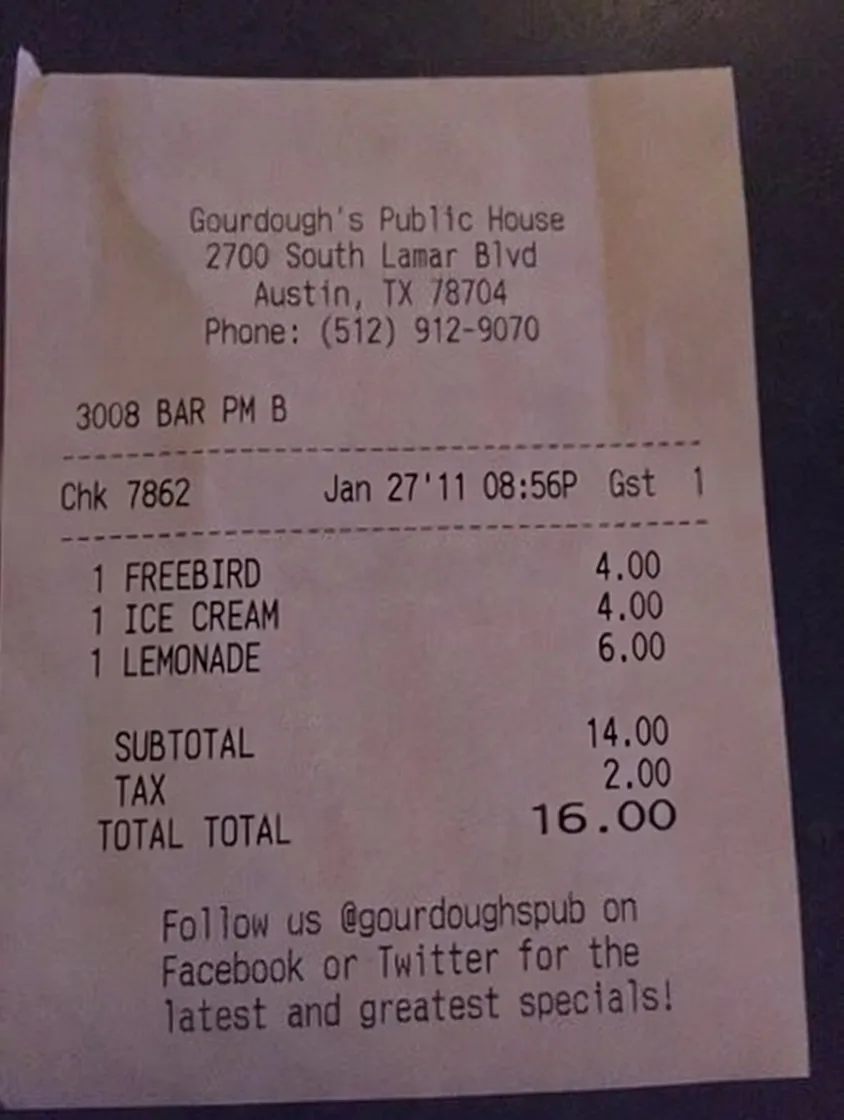 Gourdough's Public House
2700 South Lamar Blvd
Austin, TX 78704
Phone: (512) 912-9070
3008 BAR PM B
Chk 7862 Jan 27'11 08:56P Gst 1
1 FREEBIRD 4.00
1 ICE CREAM 4.00
1 LEMONADE 6.00
SUBTOTAL 14.00
TAX 2.00
TOTAL TOTAL 16.00
Follow us @gourdoughspub on
Facebook or Twitter for the
latest and greatest specials!